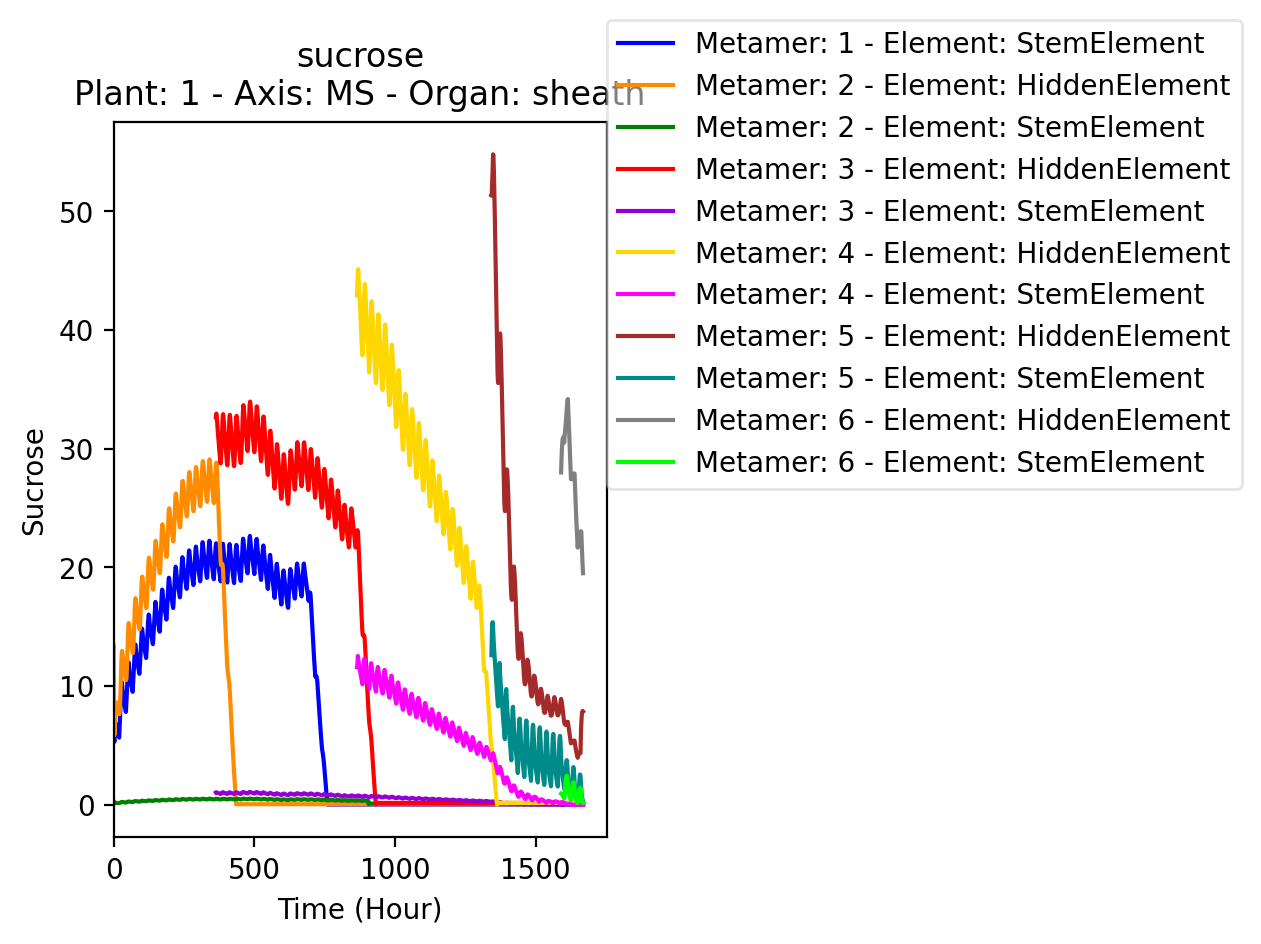 sucrose
Plant: 1 - Axis: MS - Organ: sheath
Metamer: 1 - Element: StemElement
Metamer: 2 - Element: HiddenElement
Metamer: 2 - Element: StemElement
Metamer: 3 - Element: HiddenElement
Metamer: 3 - Element: StemElement
Metamer: 4 - Element: HiddenElement
Metamer: 4 - Element: StemElement
Metamer: 5 - Element: HiddenElement
Metamer: 5 - Element: StemElement
Metamer: 6 - Element: HiddenElement
Metamer: 6 - Element: StemElement
Sucrose
50
40
30
20
10
0
0 500 1000 1500
Time (Hour)